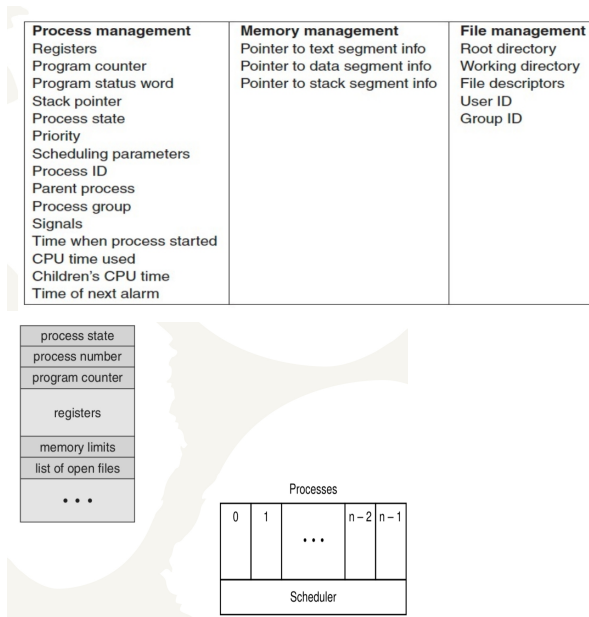 Process management
Registers
Program counter
Program status word
Stack pointer
Process state
Priority
Scheduling parameters
Process ID
Parent process
Process group
Signals
Time when process started
CPU time used
Children's CPU time
Time of next alarm
Memory management
Pointer to text segment info
Pointer to data segment info
Pointer to stack segment info
File management
Root directory
Working directory
File descriptors
User ID
Group ID
process state
process number
program counter
registers
memory limits
list of open files
• • •
Processes
0 1 • • • n – 2 n – 1
Scheduler